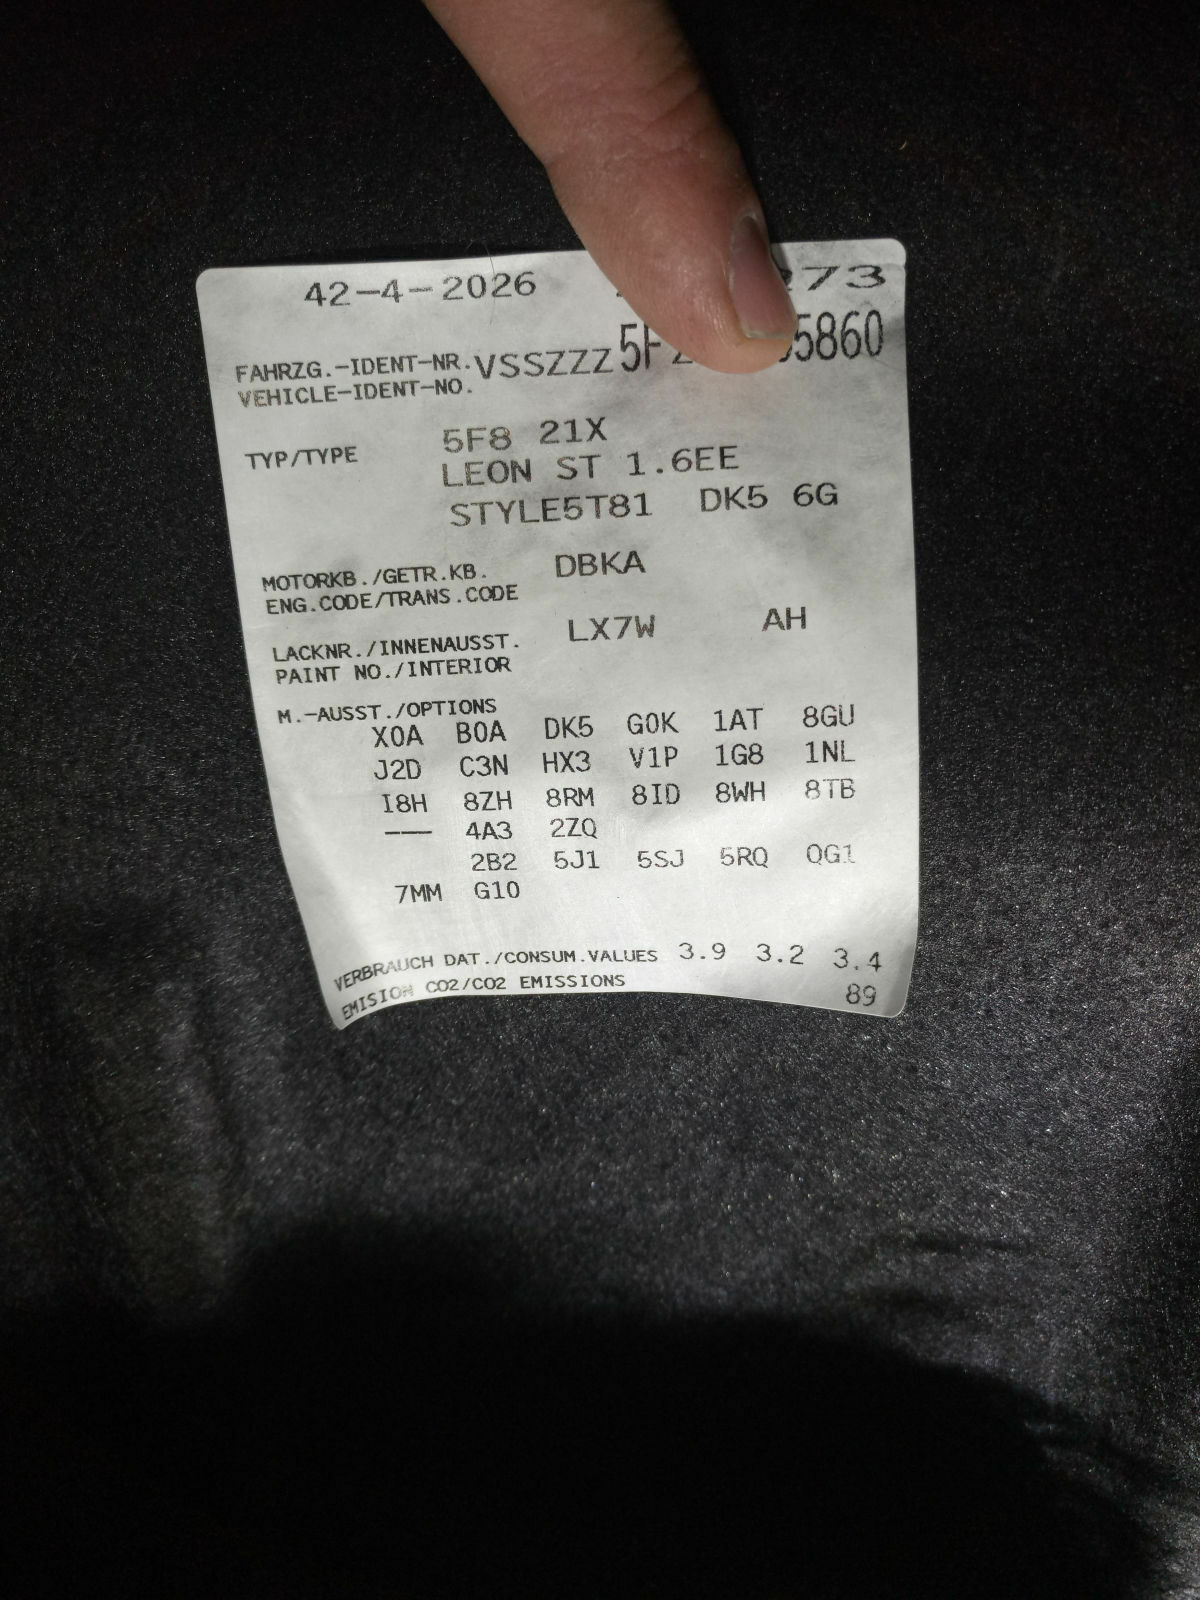 42-4-2026 273
FAHRZG.-IDENT-NR. VSSZZZ5F 5860
VEHICLE-IDENT-NO.
TYP/TYPE 5F8 21X
LEON ST 1.6EE
STYLE5T81 DK5 6G
MOTORKB./GETR.KB. DBKA
ENG.CODE/TRANS.CODE
LACKNR./INNENAUSST. LX7W AH
PAINT NO./INTERIOR
M.-AUSST./OPTIONS
X0A B0A DK5 G0K 1AT 8GU
J2D C3N HX3 V1P 1G8 1NL
I8H 8ZH 8RM 8ID 8WH 8TB
--- 4A3 2ZQ
2B2 5J1 5SJ 5RQ QG1
7MM G10
VERBRAUCH DAT./CONSUM.VALUES 3.9 3.2 3.4
EMISION CO2/CO2 EMISSIONS 89